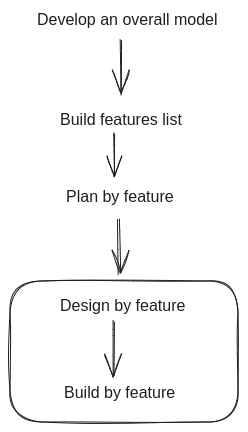 Develop an overall model
Build features list
Plan by feature
Design by feature
Build by feature